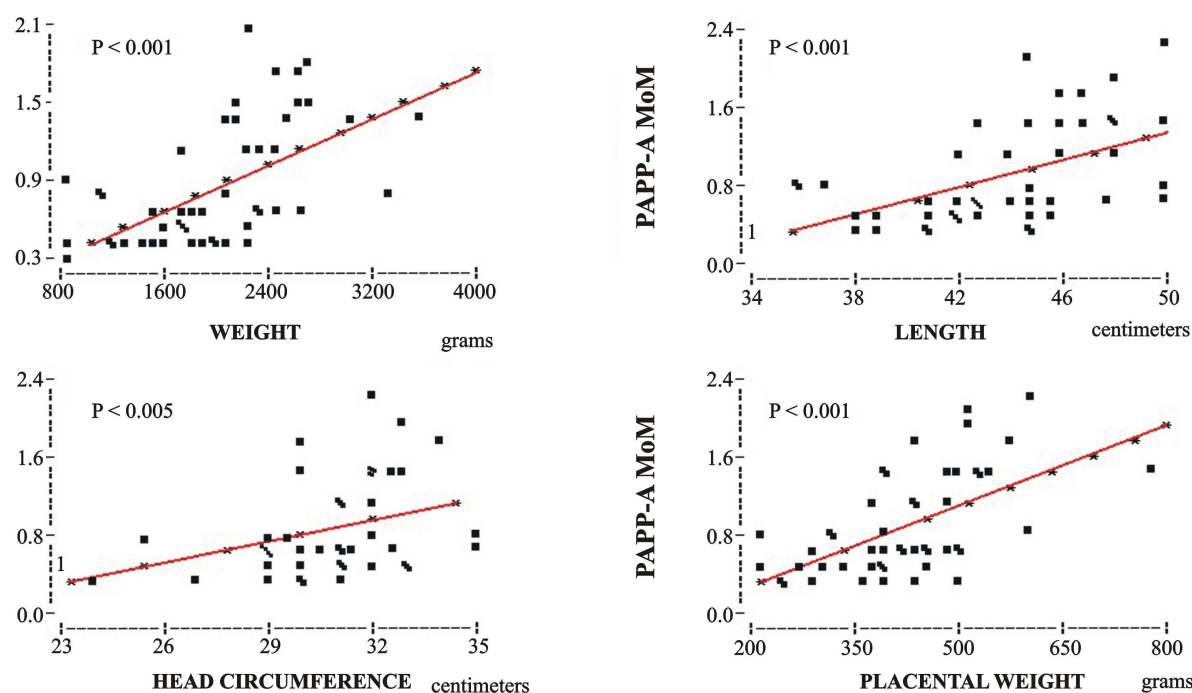 2.1
P < 0.001
1.5
0.9
0.3
800 1600 2400 3200 4000
WEIGHT
grams
PAPP-A MoM
2.4
P < 0.001
1.6
0.8
1
0.0
34 38 42 46 50
LENGTH
centimeters
2.4
P < 0.005
1.6
0.8
1
0.0
23 26 29 32 35
HEAD CIRCUMFERENCE
centimeters
PAPP-A MoM
2.4
P < 0.001
1.6
0.8
0.0
200 350 500 650 800
PLACENTAL WEIGHT
grams